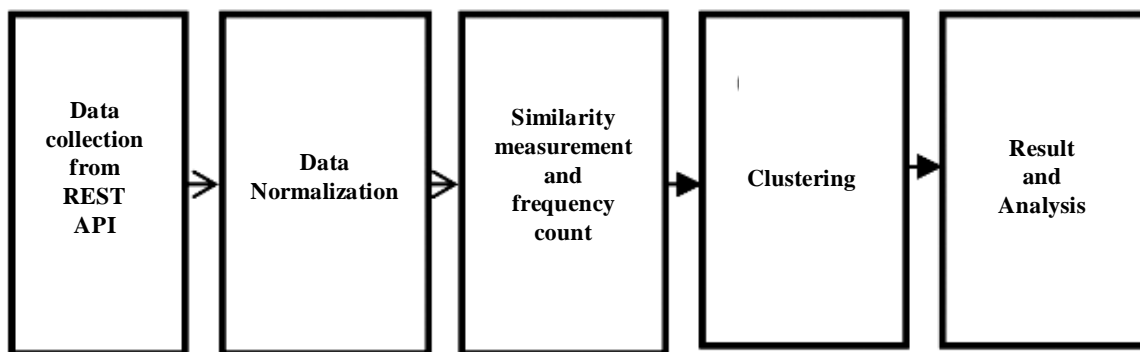 Data
collection
from
REST
API
Data
Normalization
Similarity
measurement
and
frequency
count
Clustering
Result
and
Analysis